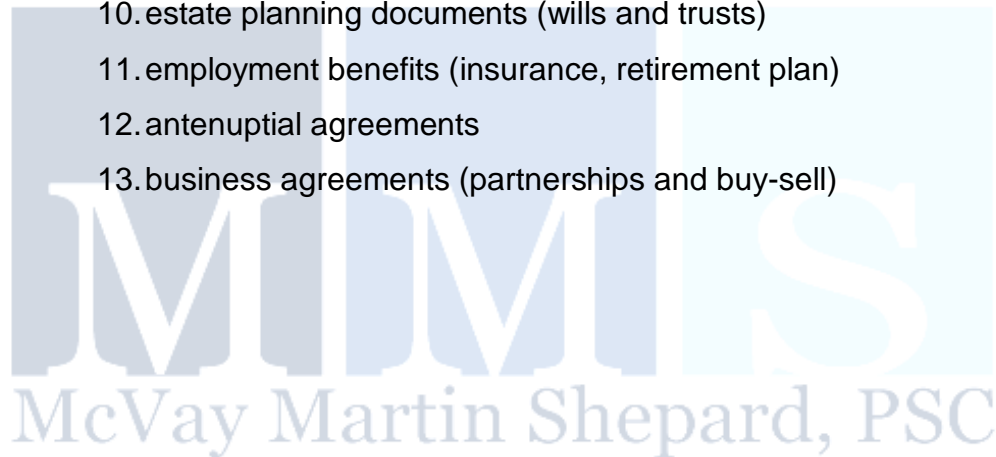 10. estate planning documents (wills and trusts)
11. employment benefits (insurance, retirement plan)
12. antenuptial agreements
13. business agreements (partnerships and buy-sell)
MMS
McVay Martin Shepard, PSC